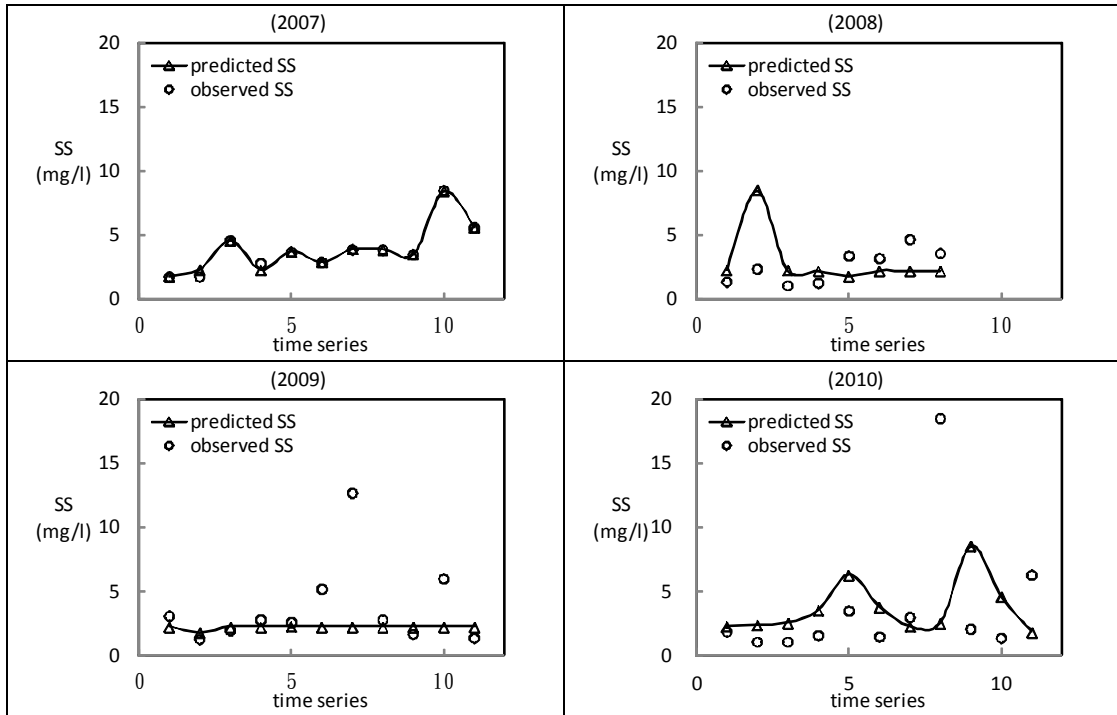 (2007)
20
predicted SS
observed SS
15
SS
(mg/l)
10
5
0
0 5 10
time series
(2008)
20
predicted SS
observed SS
15
SS
(mg/l)
10
5
0
0 5 10
time series
(2009)
20
predicted SS
observed SS
15
SS
(mg/l)
10
5
0
0 5 10
time series
(2010)
20
predicted SS
observed SS
15
SS
(mg/l)
10
5
0
0 5 10
time series